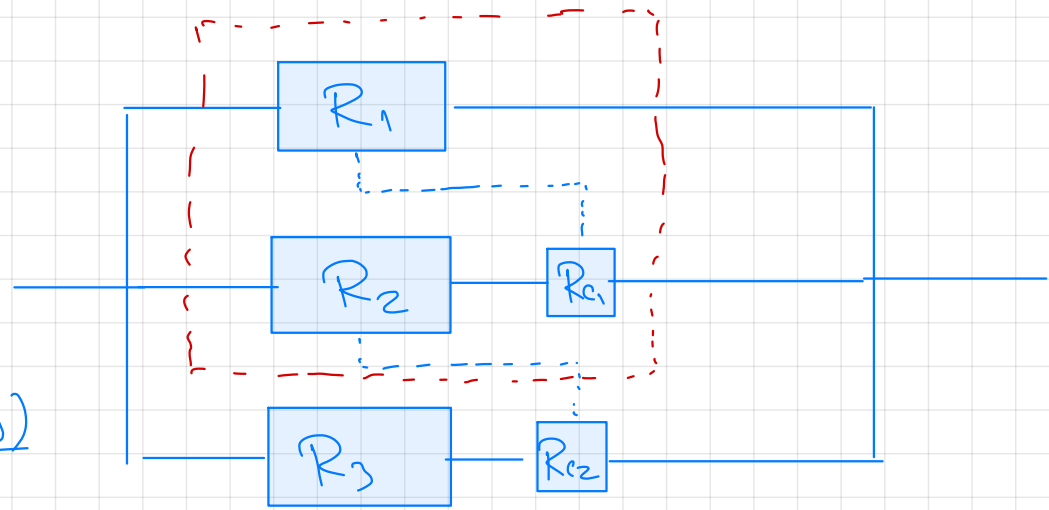 R₁
R₂ Rc₁
)
R₃ Rc₂